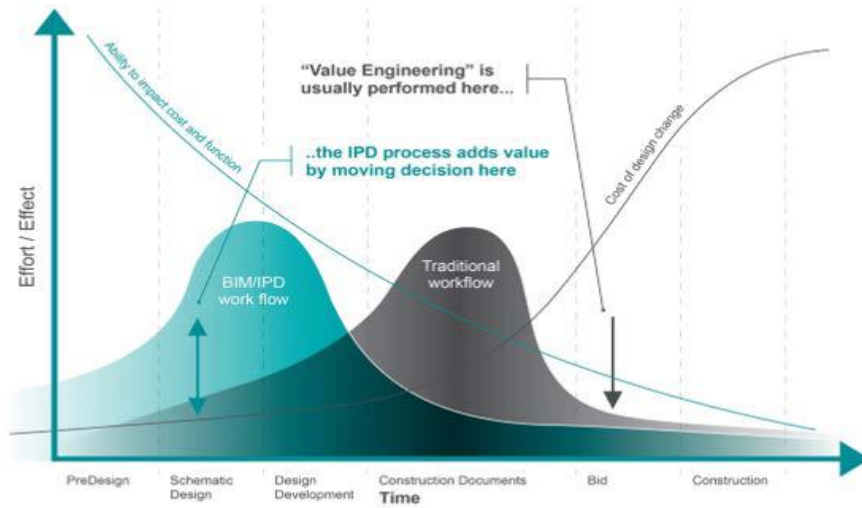 Effort / Effect
Ability to impact cost and function
“Value Engineering” is
usually performed here...
..the IPD process adds value
by moving decision here
Cost of design change
BIM/IPD
work flow
Traditional
workflow
PreDesign
Schematic
Design
Design
Development
Construction Documents
Bid
Construction
Time